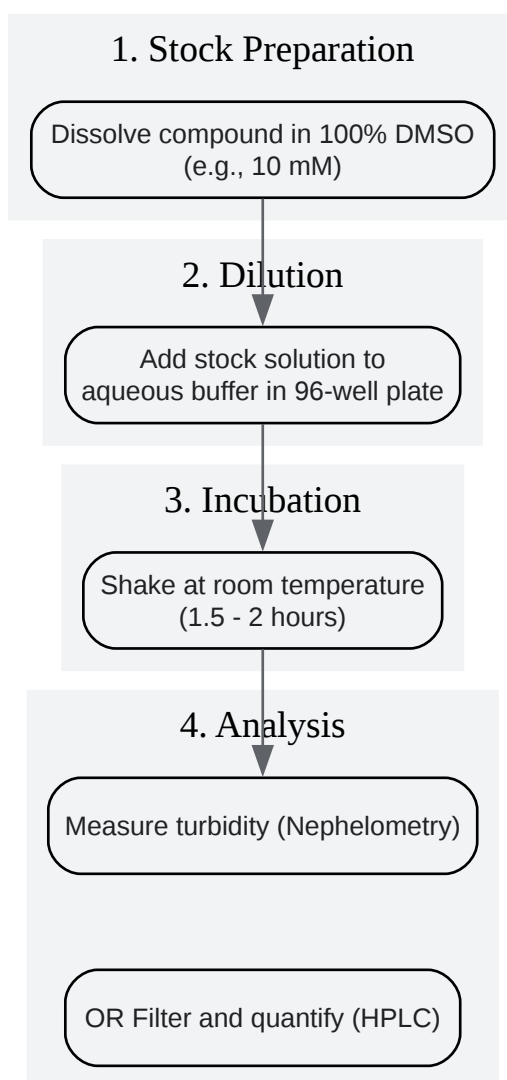 1. Stock Preparation
Dissolve compound in 100% DMSO
(e.g., 10 mM)
2. Dilution
Add stock solution to
aqueous buffer in 96-well plate
3. Incubation
Shake at room temperature
(1.5 - 2 hours)
4. Analysis
Measure turbidity (Nephelometry)
OR Filter and quantify (HPLC)